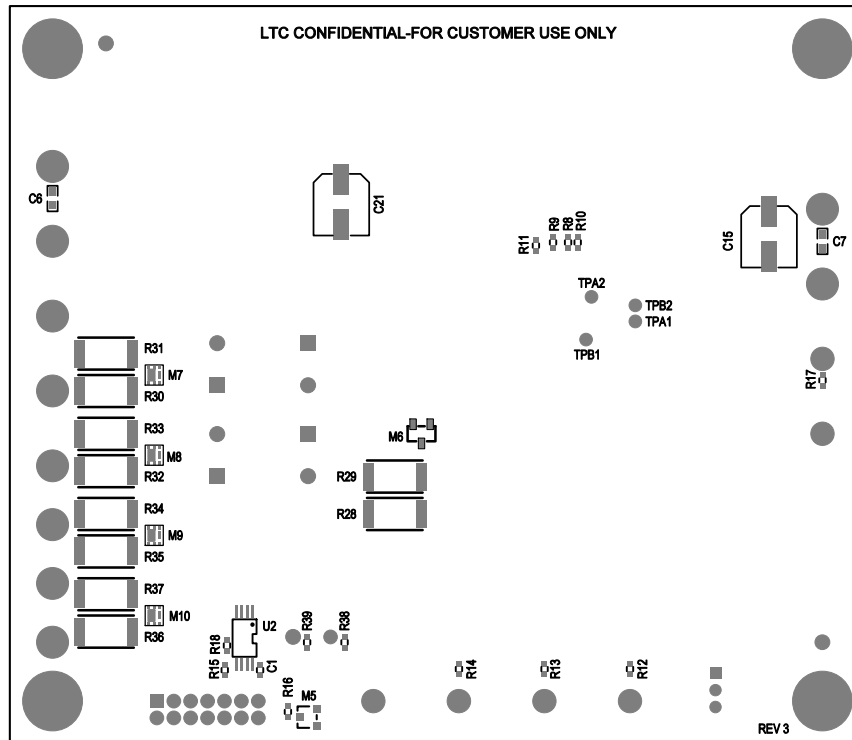 LTC CONFIDENTIAL-FOR CUSTOMER USE ONLY
C6
C21
C15
C7
R11
R9
R8
R10
TPA2
TPB2
TPA1
TPB1
R31
M7
R30
R17
R33
M6
M8
R32
R29
R34
R28
M9
R35
R37
M10
R36
U2
R39
R38
R18
R15
C1
R14
R13
R12
R16
M5
REV 3